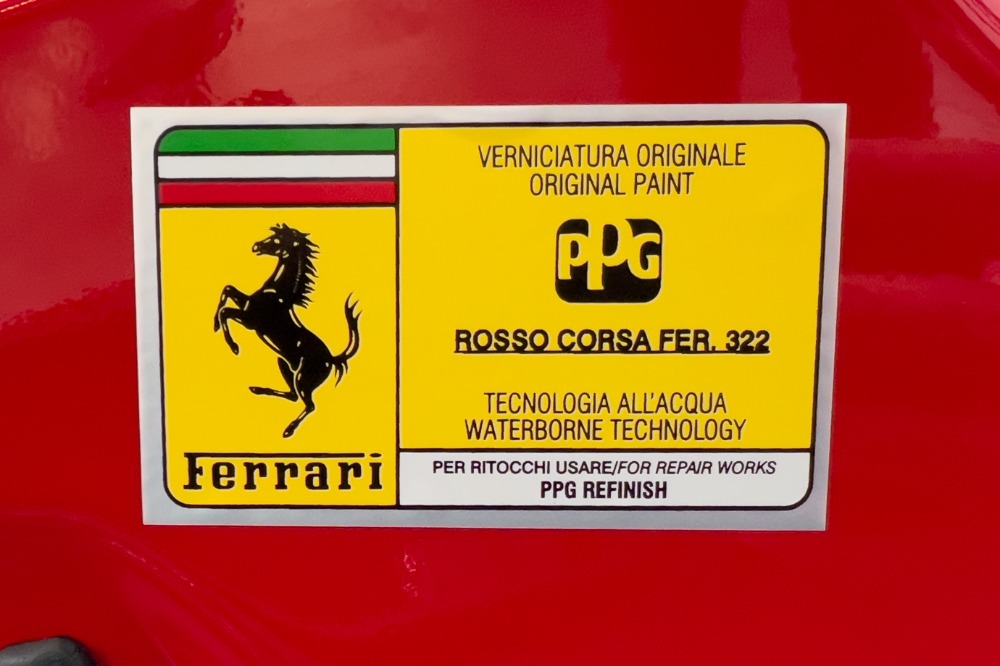 Ferrari
VERNICIATURA ORIGINALE
ORIGINAL PAINT
PPG
ROSSO CORSA FER. 322
TECNOLOGIA ALL'ACQUA
WATERBORNE TECHNOLOGY
PER RITOCCHI USARE/FOR REPAIR WORKS
PPG REFINISH